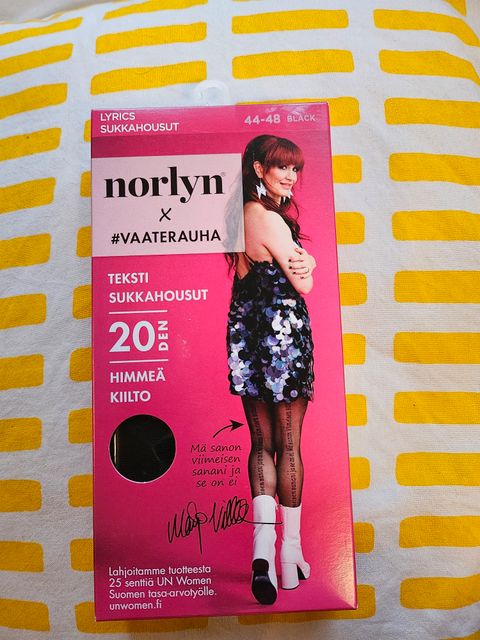 LYRICS
SUKKAHOUSUT
44-48 BLACK
norlyn®
x
#VAATERAUHA
TEKSTI
SUKKAHOUSUT
20 DEN
HIMMEÄ
KIILTO
Mä sanon
viimeisen
sanani ja
se on ei
Lahjoitamme tuotteesta
25 senttiä UN Women
Suomen tasa-arvotyölle.
unwomen.fi